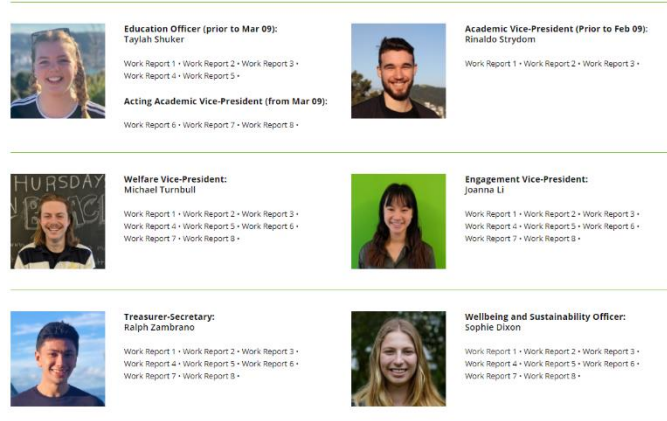 Education Officer (prior to Mar 09):
Taylah Shuker
Work Report 1 • Work Report 2 • Work Report 3 •
Work Report 4 • Work Report 5 •
Acting Academic Vice-President (from Mar 09):
Work Report 6 • Work Report 7 • Work Report 8 •
Academic Vice-President (Prior to Feb 09):
Rinaldo Strydom
Work Report 1 • Work Report 2 • Work Report 3 •
HURSDAY
Welfare Vice-President:
Michael Turnbull
Work Report 1 • Work Report 2 • Work Report 3 •
Work Report 4 • Work Report 5 • Work Report 6 •
Work Report 7 • Work Report 8 •
Engagement Vice-President:
Joanna Li
Work Report 1 • Work Report 2 • Work Report 3 •
Work Report 4 • Work Report 5 • Work Report 6 •
Work Report 7 • Work Report 8 •
Treasurer-Secretary:
Ralph Zambrano
Work Report 1 • Work Report 2 • Work Report 3 •
Work Report 4 • Work Report 5 • Work Report 6 •
Work Report 7 • Work Report 8 •
Wellbeing and Sustainability Officer:
Sophie Dixon
Work Report 1 • Work Report 2 • Work Report 3 •
Work Report 4 • Work Report 5 • Work Report 6 •
Work Report 7 • Work Report 8 •